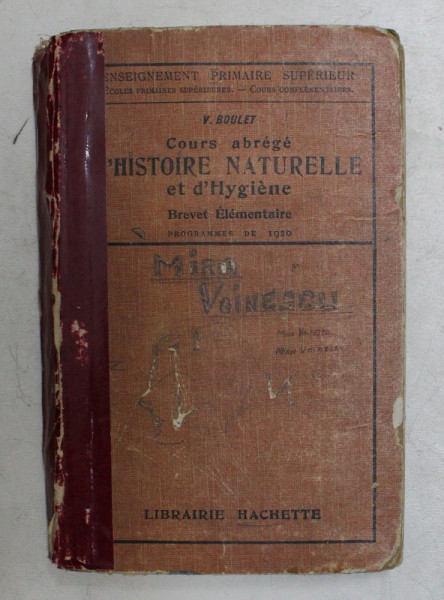 ENSEIGNEMENT PRIMAIRE SUPÉRIEUR
ÉCOLES PRIMAIRES SUPÉRIEURES. — COURS COMPLÉMENTAIRES.
V. BOULET
Cours abrégé
D'HISTOIRE NATURELLE
et d'Hygiène
Brevet Élémentaire
PROGRAMMES DE 1920
Mira
Voinescu
LIBRAIRIE HACHETTE